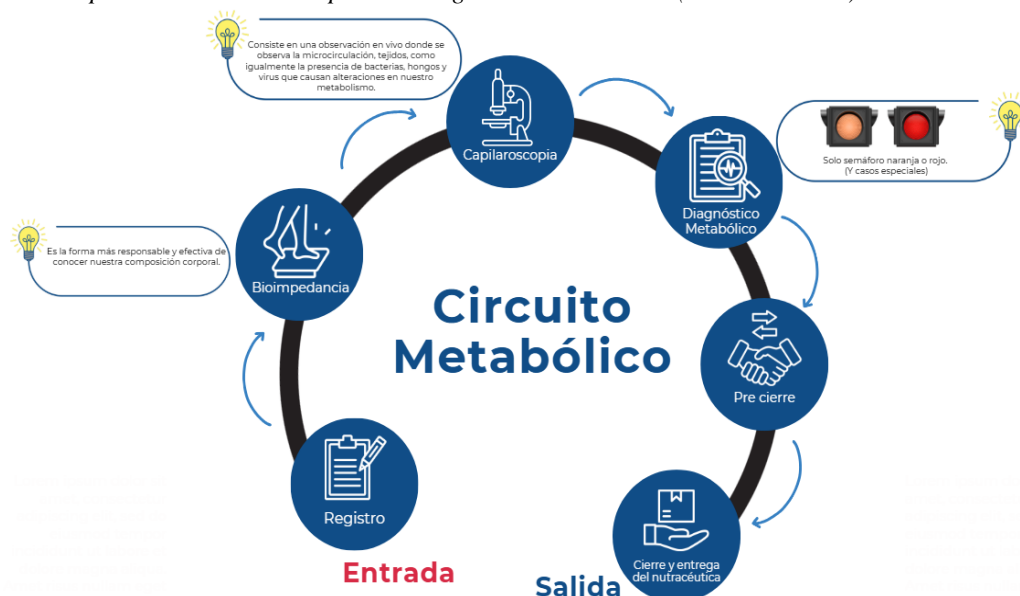 Consiste en una observación en vivo donde se
observa la microcirculación, tejidos, como
igualmente la presencia de bacterias, hongos y
virus que causan alteraciones en nuestro
metabolismo.
Capilaroscopia
Solo semáforo naranja o rojo.
(Y casos especiales)
Diagnóstico
Metabólico
Es la forma más responsable y efectiva de
conocer nuestra composición corporal.
Bioimpedancia
Circuito
Metabólico
Pre cierre
Registro
Entrada
Cierre y entrega
del nutracéutica
Salida